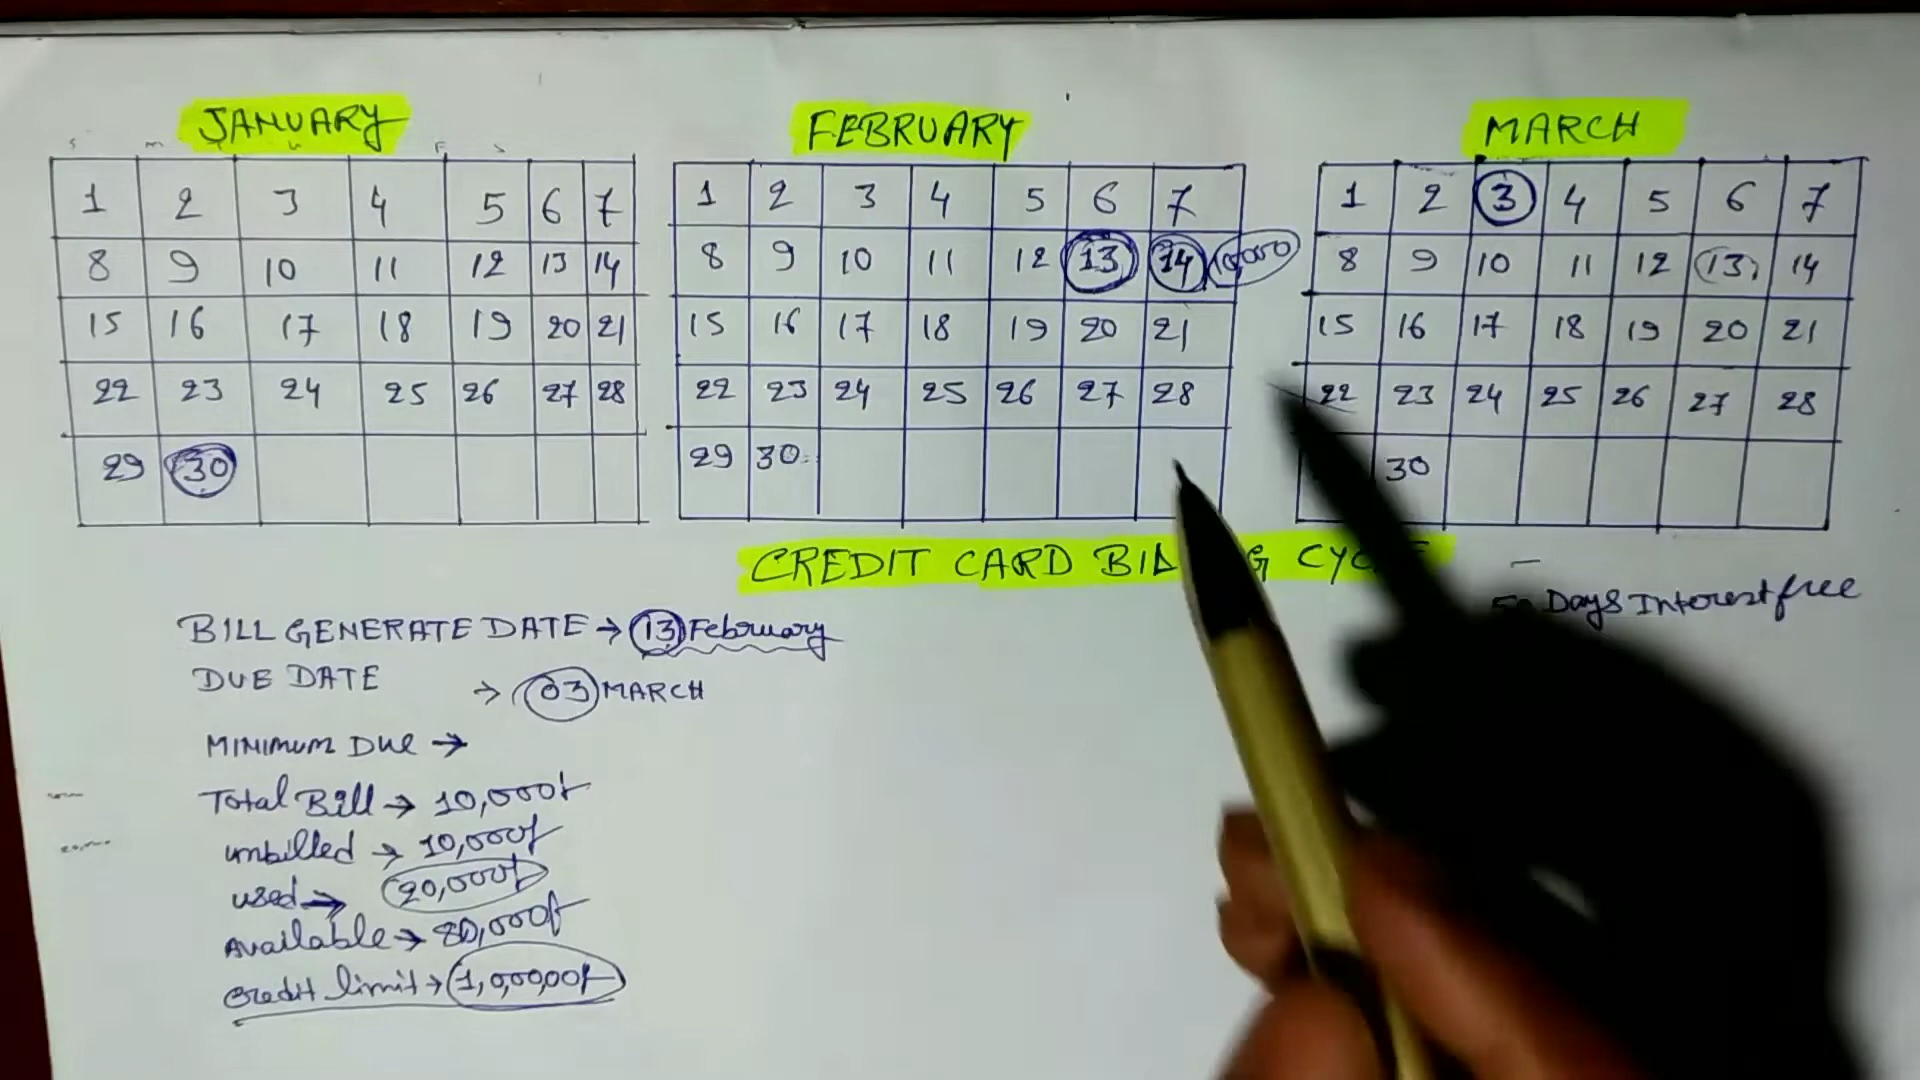 JANUARY
1 2 3 4 5 6 7
8 9 10 11 12 13 14
15 16 17 18 19 20 21
22 23 24 25 26 27 28
29 30
FEBRUARY
1 2 3 4 5 6 7
8 9 10 11 12 13 14 10,000
15 16 17 18 19 20 21
22 23 24 25 26 27 28
29 30
MARCH
1 2 3 4 5 6 7
8 9 10 11 12 13 14
15 16 17 18 19 20 21
22 23 24 25 26 27 28
30
CREDIT CARD
Days Interest free
BILL GENERATE DATE → 13 February
DUE DATE → 03 MARCH
MINIMUM DUE →
Total Bill → 10,000/-
unbilled → 10,000/-
used → 20,000/-
Available → 80,000/-
credit limit → 1,00,000/-